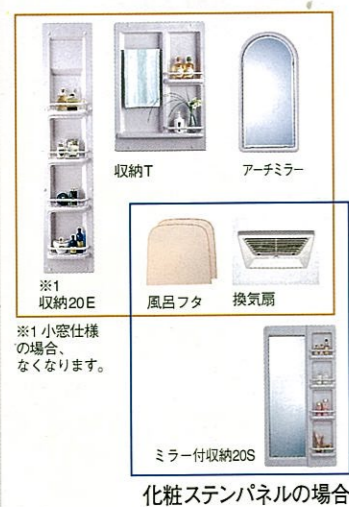 収納T
アーチミラー
※1
収納20E
風呂フタ
換気扇
※1 小窓仕様
の場合、
なくなります。
ミラー付収納20S
化粧ステンパネルの場合